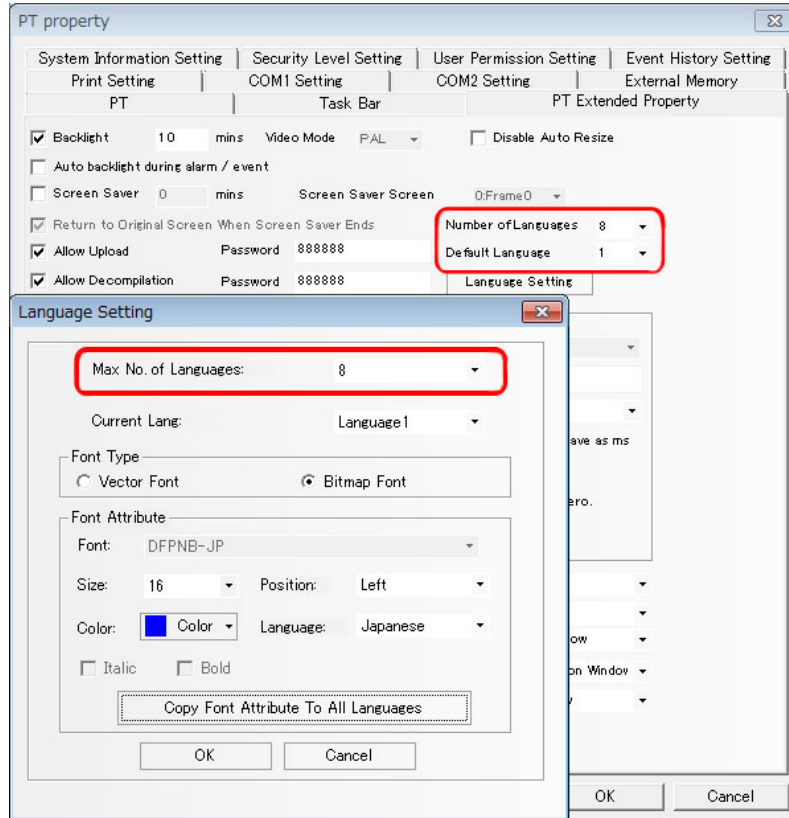 PT property
System Information Setting Security Level Setting User Permission Setting Event History Setting
Print Setting COM1 Setting COM2 Setting External Memory
PT Task Bar PT Extended Property
Backlight 10 mins Video Mode PAL Disable Auto Resize
Auto backlight during alarm / event
Screen Saver 0 mins Screen Saver Screen 0:Frame0
Return to Original Screen When Screen Saver Ends Number of Languages 8
Allow Upload Password 888888 Default Language 1
Allow Decompilation Password 888888 Language Setting
Language Setting
Max No. of Languages: 8
Current Lang: Language1
ave as ms
Font Type
Vector Font Bitmap Font
ero.
Font Attribute
Font: DFPNB-JP
Size: 16 Position: Left
Color: Color Language: Japanese
ow
Italic Bold
on Window
Copy Font Attribute To All Languages
OK Cancel
OK Cancel